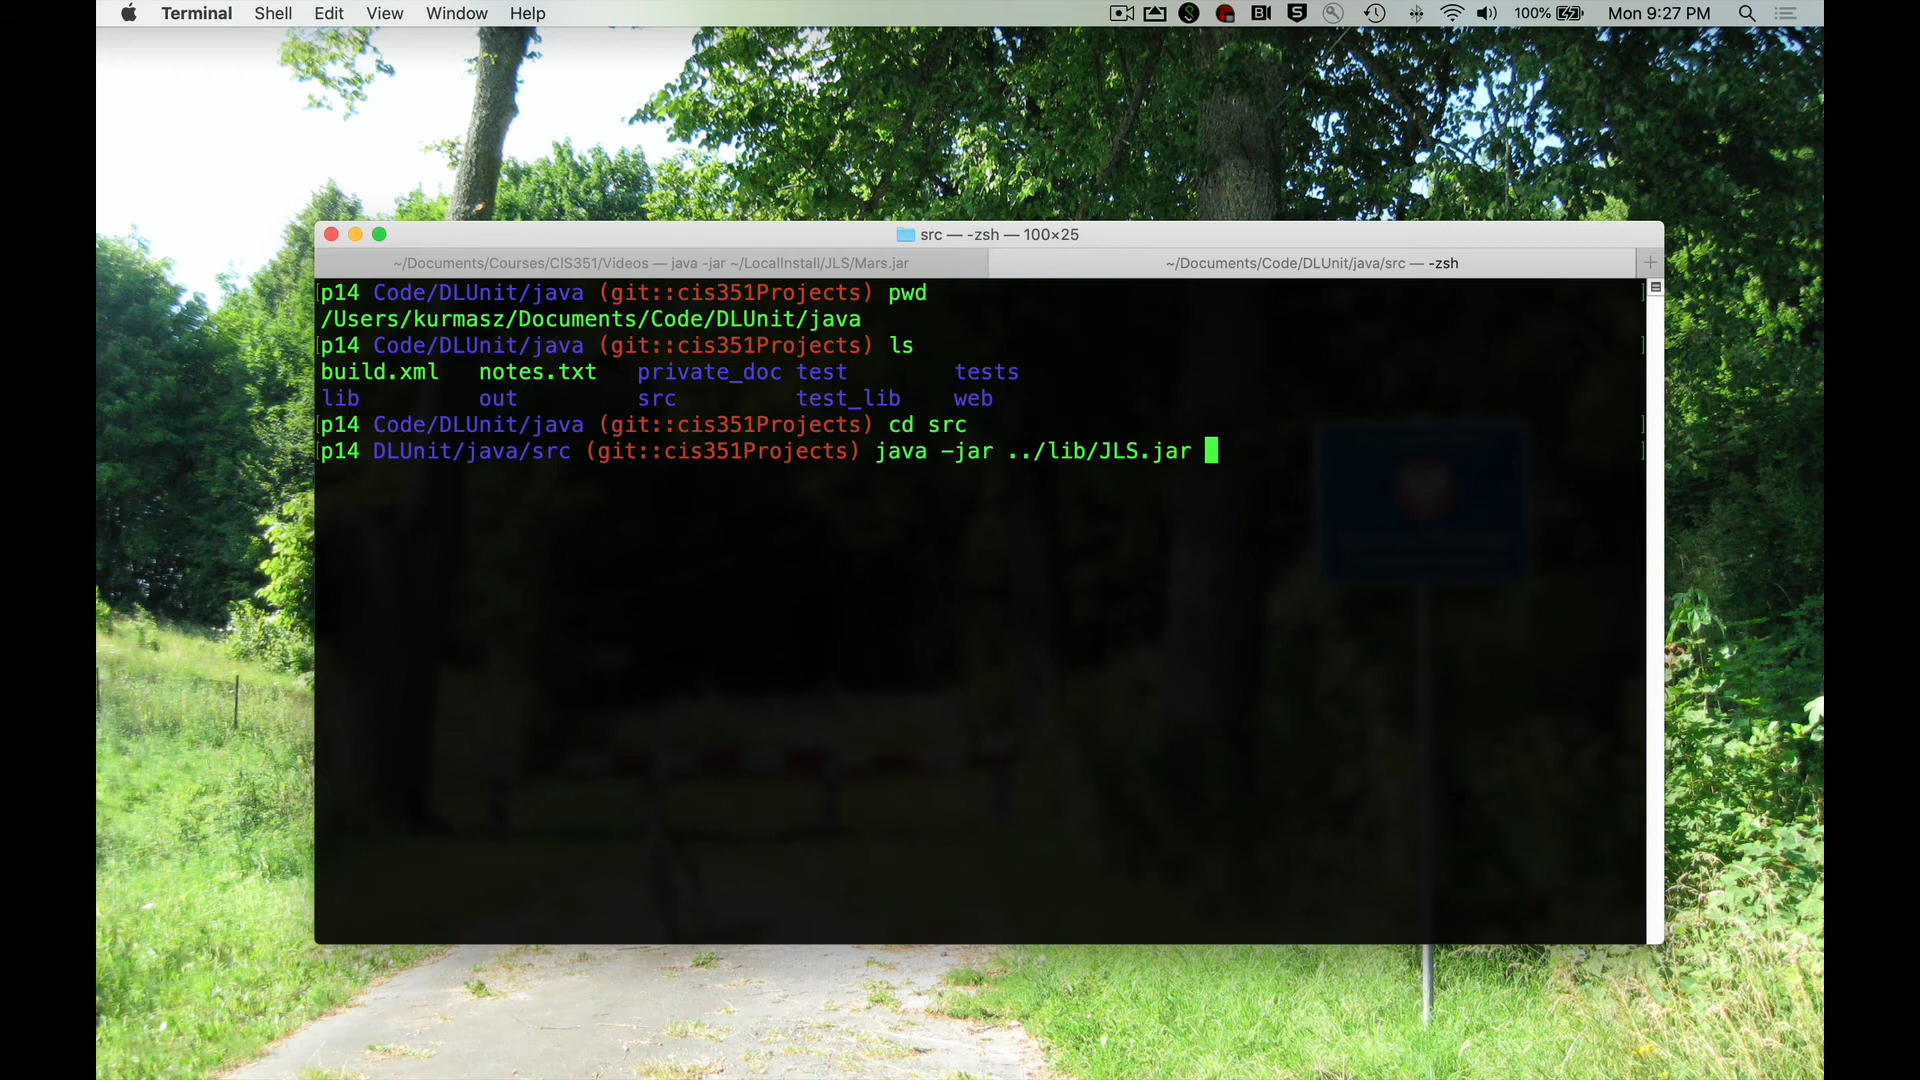 Terminal Shell Edit View Window Help 100% Mon 9:27 PM
src — -zsh — 100×25
~/Documents/Courses/CIS351/Videos — java -jar ~/LocalInstall/JLS/Mars.jar ~/Documents/Code/DLUnit/java/src — -zsh
p14 Code/DLUnit/java (git::cis351Projects) pwd
/Users/kurmasz/Documents/Code/DLUnit/java
p14 Code/DLUnit/java (git::cis351Projects) ls
build.xml notes.txt private_doc test tests
lib out src test_lib web
p14 Code/DLUnit/java (git::cis351Projects) cd src
p14 DLUnit/java/src (git::cis351Projects) java -jar ../lib/JLS.jar